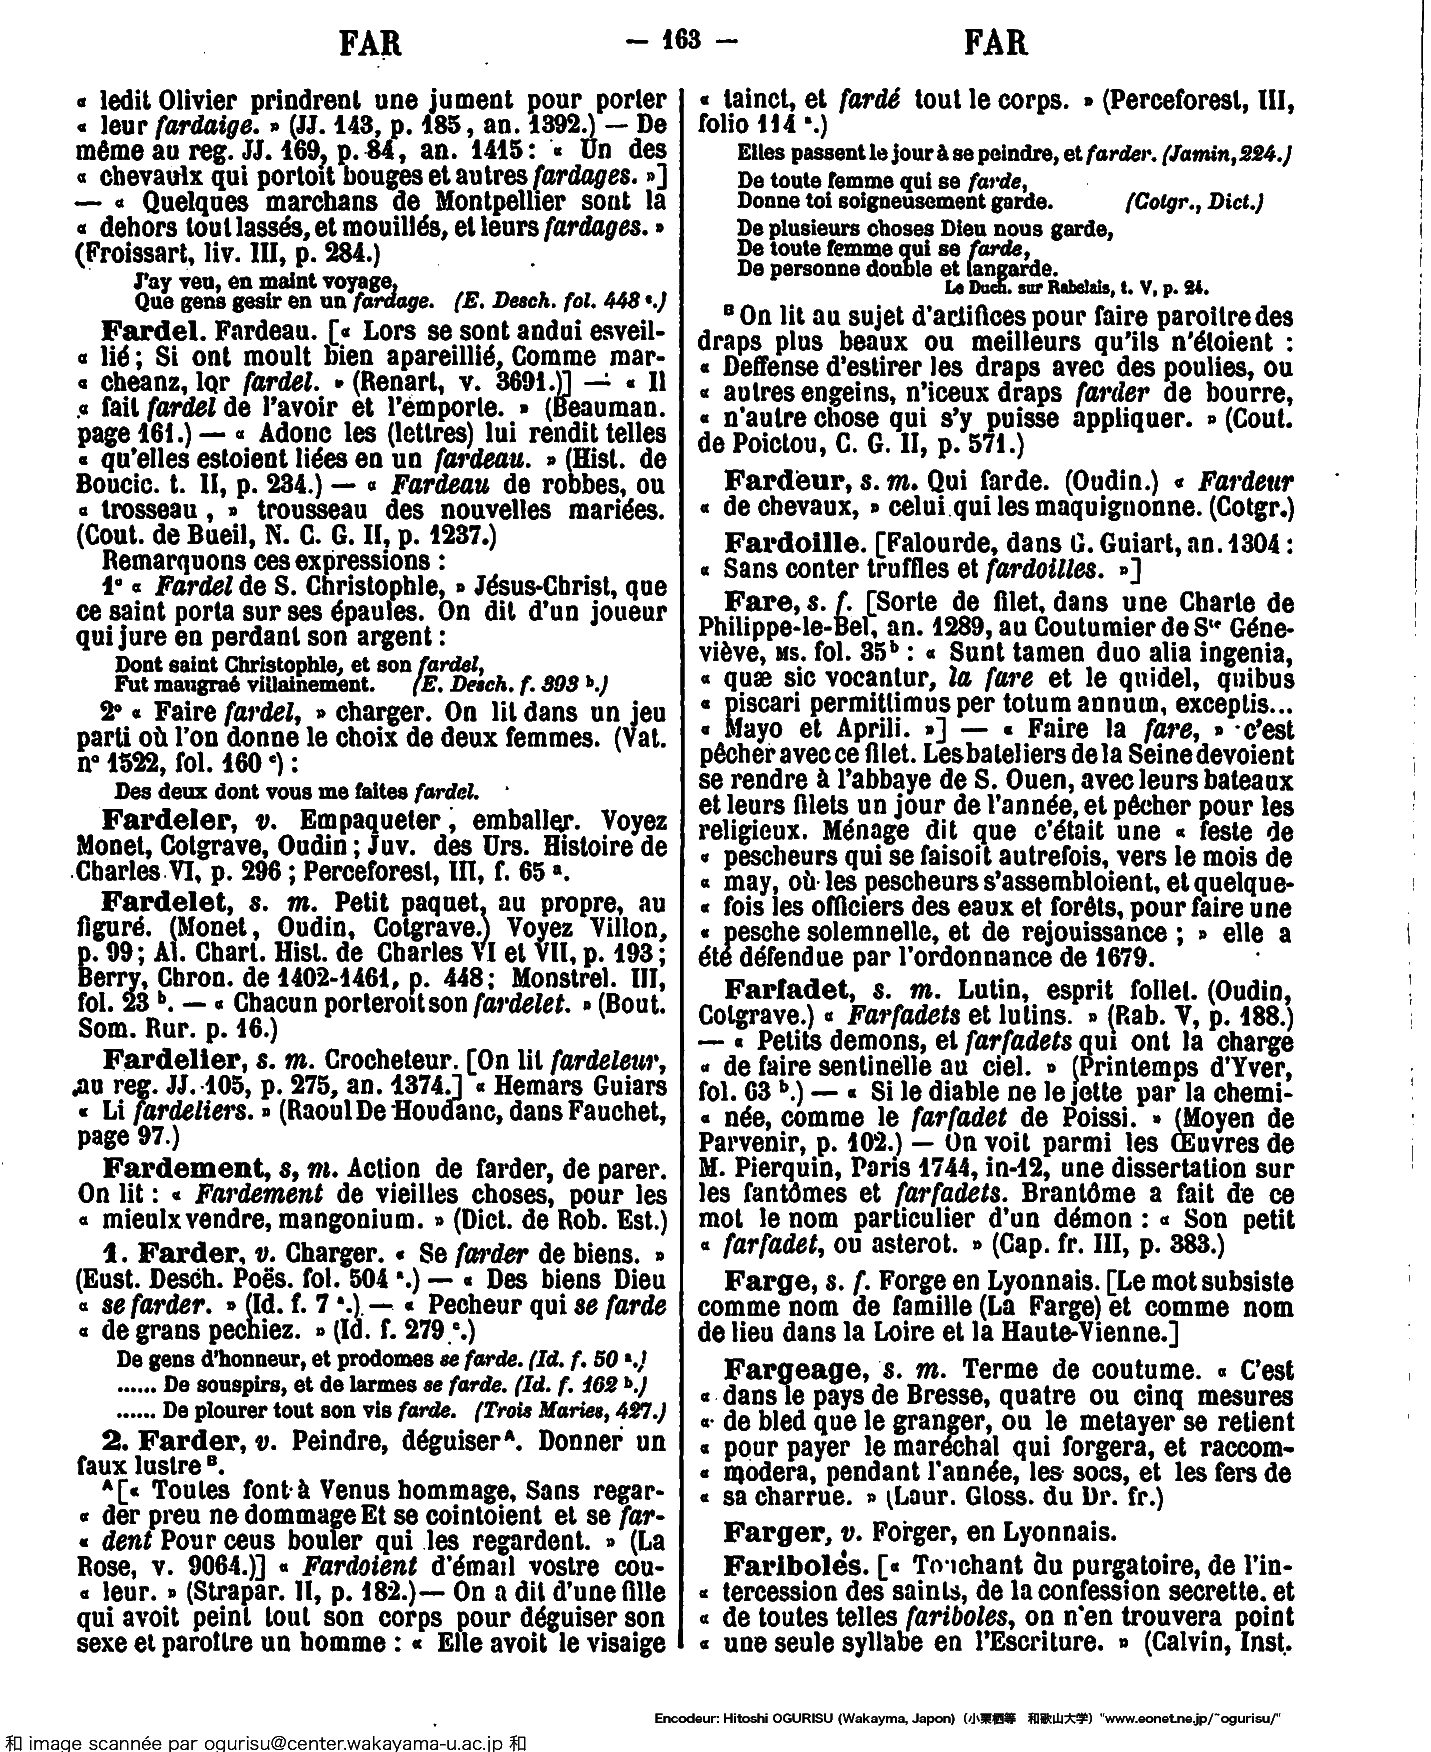 FAR — 163 — FAR
« ledit Olivier prindrent une jument pour porter
« leur fardaige. » (JJ. 143, p. 185, an. 1392.) — De
même au reg. JJ. 169, p. 84, an. 1415 : « Un des
« chevaulx qui portoit bouges et autres fardages. »]
— « Quelques marchans de Montpellier sont là
« dehors tout lassés, et mouillés, et leurs fardages. »
(Froissart, liv. III, p. 284.)
J'ay veu, en maint voyage,
Que gens gesir en un fardage. (E. Desch. fol. 448 c.)
Fardel. Fardeau. [« Lors se sont andui esveil-
« lié ; Si ont moult bien apareillié, Comme mar-
« cheanz, lor fardel. » (Renart, v. 3691.)] — « Il
« fait fardel de l'avoir et l'emporte. » (Beauman.
page 161.) — « Adonc les (lettres) lui rendit telles
« qu'elles estoient liées en un fardeau. » (Hist. de
Boucic. t. II, p. 234.) — « Fardeau de robbes, ou
« trosseau , » trousseau des nouvelles mariées.
(Cout. de Bueil, N. C. G. II, p. 1237.)
Remarquons ces expressions :
1° « Fardel de S. Christophle, » Jésus-Christ, que
ce saint porta sur ses épaules. On dit d'un joueur
qui jure en perdant son argent :
Dont saint Christophle, et son fardel,
Fut maugraé villainement. (E. Desch. f. 393 b.)
2° « Faire fardel, » charger. On lit dans un jeu
parti où l'on donne le choix de deux femmes. (Vat.
n° 1522, fol. 160 c) :
Des deux dont vous me faites fardel.
Fardeler, v. Empaqueter, emballer. Voyez
Monet, Cotgrave, Oudin ; Juv. des Urs. Histoire de
Charles VI, p. 296 ; Perceforest, III, f. 65 a.
Fardelet, s. m. Petit paquet, au propre, au
figuré. (Monet, Oudin, Cotgrave.) Voyez Villon,
p. 99 ; Al. Chart. Hist. de Charles VI et VII, p. 193 ;
Berry, Chron. de 1402-1461, p. 448 ; Monstrel. III,
fol. 23 b. — « Chacun porteroit son fardelet. » (Bout.
Som. Rur. p. 16.)
Fardelier, s. m. Crocheteur. [On lit fardeleur,
au reg. JJ. 105, p. 275, an. 1374.] « Hemars Guiars
« Li fardeliers. » (Raoul De Houdanc, dans Fauchet,
page 97.)
Fardement, s, m. Action de farder, de parer.
On lit : « Fardement de vieilles choses, pour les
« mieulx vendre, mangonium. » (Dict. de Rob. Est.)
1. Farder, v. Charger. « Se farder de biens. »
(Eust. Desch. Poës. fol. 504 a.) — « Des biens Dieu
« se farder. » (Id. f. 7 a.) — « Pecheur qui se farde
« de grans pechiez. » (Id. f. 279 c.)
De gens d'honneur, et prodomes se farde. (Id. f. 50 a.)
...... De souspirs, et de larmes se farde. (Id. f. 162 b.)
...... De plourer tout son vis farde. (Trois Maries, 427.)
2. Farder, v. Peindre, déguiser A. Donner un
faux lustre B.
A [« Toutes font à Venus hommage, Sans regar-
« der preu ne dommage Et se cointoient et se far-
« dent Pour ceus bouler qui les regardent. » (La
Rose, v. 9064.)] « Fardoient d'émail vostre cou-
« leur. » (Strapar. II, p. 182.) — On a dit d'une fille
qui avoit peint tout son corps pour déguiser son
sexe et paroître un homme : « Elle avoit le visaige
« tainct, et fardé tout le corps. » (Perceforest, III,
folio 114 a.)
Elles passent le jour à se peindre, et farder. (Jamin, 224.)
De toute femme qui se farde,
Donne toi soigneusement garde. (Cotgr., Dict.)
De plusieurs choses Dieu nous garde,
De toute femme qui se farde,
De personne double et langarde.
Le Duch. sur Rabelais, t. V, p. 24.
B On lit au sujet d'artifices pour faire paroître des
draps plus beaux ou meilleurs qu'ils n'étoient :
« Deffense d'estirer les draps avec des poulies, ou
« autres engeins, n'iceux draps farder de bourre,
« n'autre chose qui s'y puisse appliquer. » (Cout.
de Poictou, C. G. II, p. 571.)
Fardeur, s. m. Qui farde. (Oudin.) « Fardeur
« de chevaux, » celui qui les maquignonne. (Cotgr.)
Fardoille. [Falourde, dans G. Guiart, an. 1304 :
« Sans conter truffles et fardoilles. »]
Fare, s. f. [Sorte de filet, dans une Charte de
Philippe-le-Bel, an. 1289, au Coutumier de Ste Géne-
viève, MS. fol. 35 b : « Sunt tamen duo alia ingenia,
« quæ sic vocantur, la fare et le quidel, quibus
« piscari permittimus per totum annum, exceptis...
« Mayo et Aprili. »] — « Faire la fare, » c'est
pêcher avec ce filet. Les bateliers de la Seine devoient
se rendre à l'abbaye de S. Ouen, avec leurs bateaux
et leurs filets un jour de l'année, et pêcher pour les
religieux. Ménage dit que c'était une « feste de
« pescheurs qui se faisoit autrefois, vers le mois de
« may, où les pescheurs s'assembloient, et quelque-
« fois les officiers des eaux et forêts, pour faire une
« pesche solemnelle, et de rejouissance ; » elle a
été défendue par l'ordonnance de 1679.
Farfadet, s. m. Lutin, esprit follet. (Oudin,
Cotgrave.) « Farfadets et lutins. » (Rab. V, p. 188.)
— « Petits demons, et farfadets qui ont la charge
« de faire sentinelle au ciel. » (Printemps d'Yver,
fol. 63 b.) — « Si le diable ne le jette par la chemi-
« née, comme le farfadet de Poissi. » (Moyen de
Parvenir, p. 102.) — On voit parmi les Œuvres de
M. Pierquin, Paris 1744, in-12, une dissertation sur
les fantômes et farfadets. Brantôme a fait de ce
mot le nom particulier d'un démon : « Son petit
« farfadet, ou asterot. » (Cap. fr. III, p. 383.)
Farge, s. f. Forge en Lyonnais. [Le mot subsiste
comme nom de famille (La Farge) et comme nom
de lieu dans la Loire et la Haute-Vienne.]
Fargeage, s. m. Terme de coutume. « C'est
« dans le pays de Bresse, quatre ou cinq mesures
« de bled que le granger, ou le metayer se retient
« pour payer le maréchal qui forgera, et raccom-
« modera, pendant l'année, les socs, et les fers de
« sa charrue. » (Laur. Gloss. du Dr. fr.)
Farger, v. Forger, en Lyonnais.
Fariboles. [« Touchant du purgatoire, de l'in-
« tercession des saints, de la confession secrette, et
« de toutes telles fariboles, on n'en trouvera point
« une seule syllabe en l'Escriture. » (Calvin, Inst.
Encodeur: Hitoshi OGURISU (Wakayma, Japon)（小栗栖等　和歌山大学）"www.eonet.ne.jp/~ogurisu/"
和 image scannée par ogurisu@center.wakayama-u.ac.jp 和